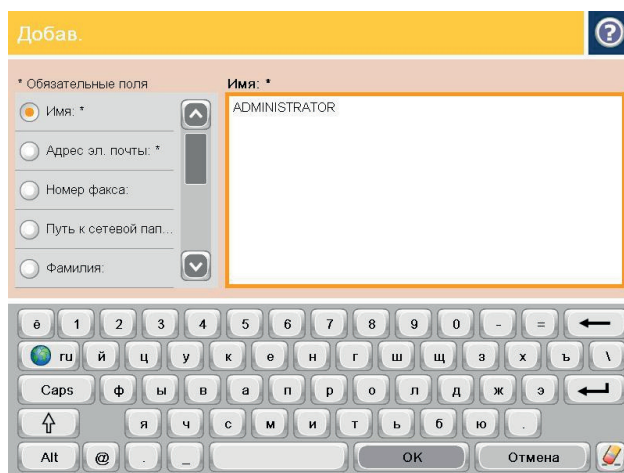 Добав.
?
* Обязательные поля
Имя: *
Адрес эл. почты: *
Номер факса:
Путь к сетевой пап...
Фамилия:
Имя: *
ADMINISTRATOR
ё 1 2 3 4 5 6 7 8 9 0 - =
ru й ц у к е н г ш щ з х ъ \
Caps ф ы в а п р о л д ж э
я ч с м и т ь б ю .
Alt @ . _ OK Отмена